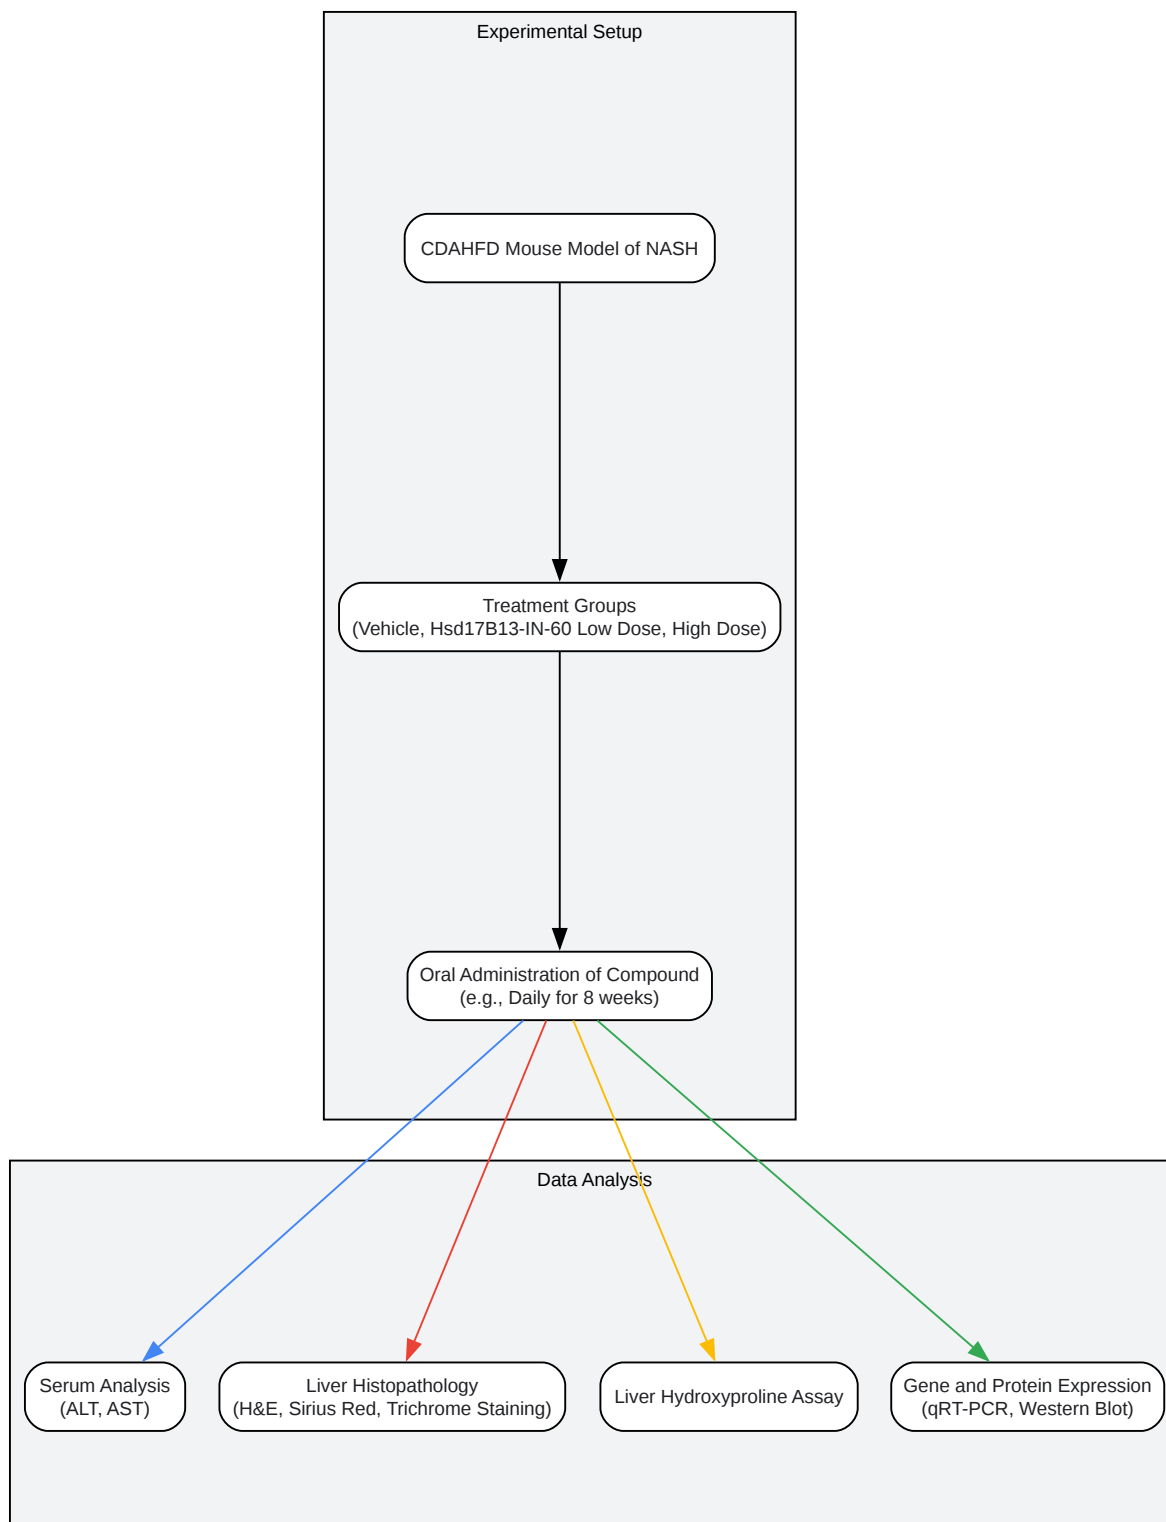 Experimental Setup
CDAHFD Mouse Model of NASH
Treatment Groups
(Vehicle, Hsd17B13-IN-60 Low Dose, High Dose)
Oral Administration of Compound
(e.g., Daily for 8 weeks)
Data Analysis
Serum Analysis
(ALT, AST)
Liver Histopathology
(H&E, Sirius Red, Trichrome Staining)
Liver Hydroxyproline Assay
Gene and Protein Expression
(qRT-PCR, Western Blot)